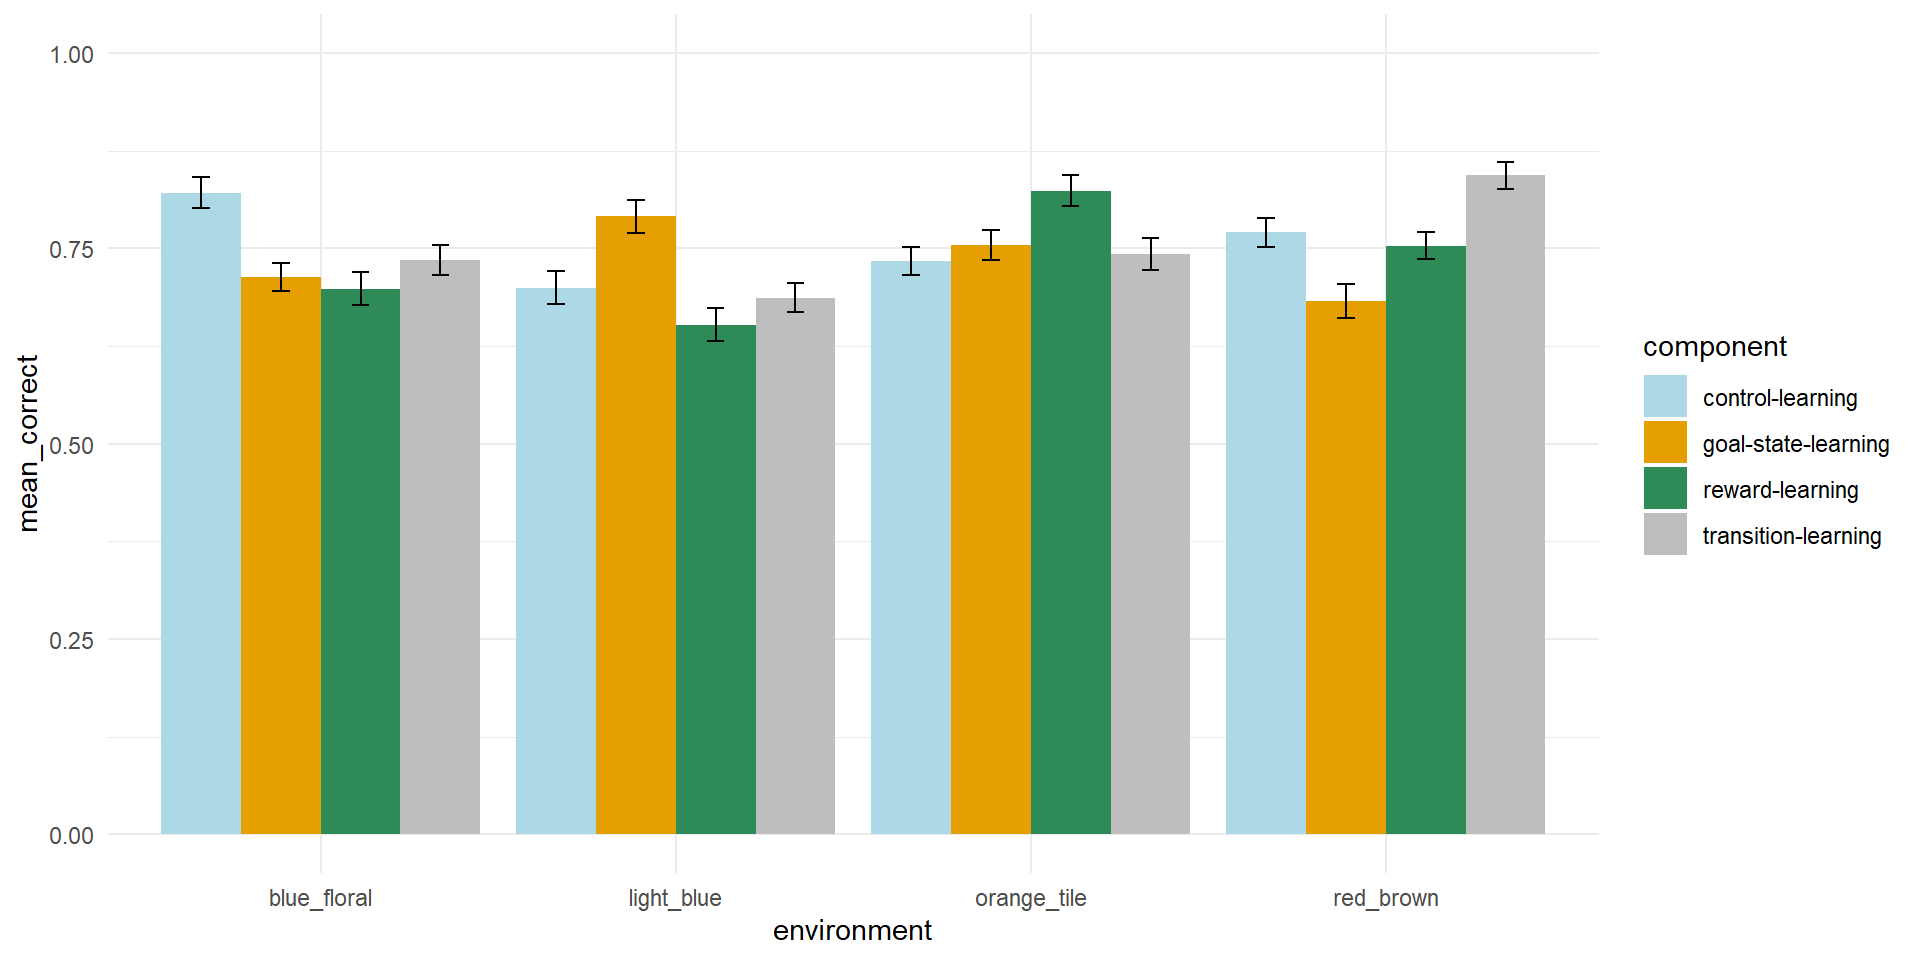 1.00
0.75
0.50
0.25
0.00
mean_correct
blue_floral
light_blue
orange_tile
red_brown
environment
component
control-learning
goal-state-learning
reward-learning
transition-learning